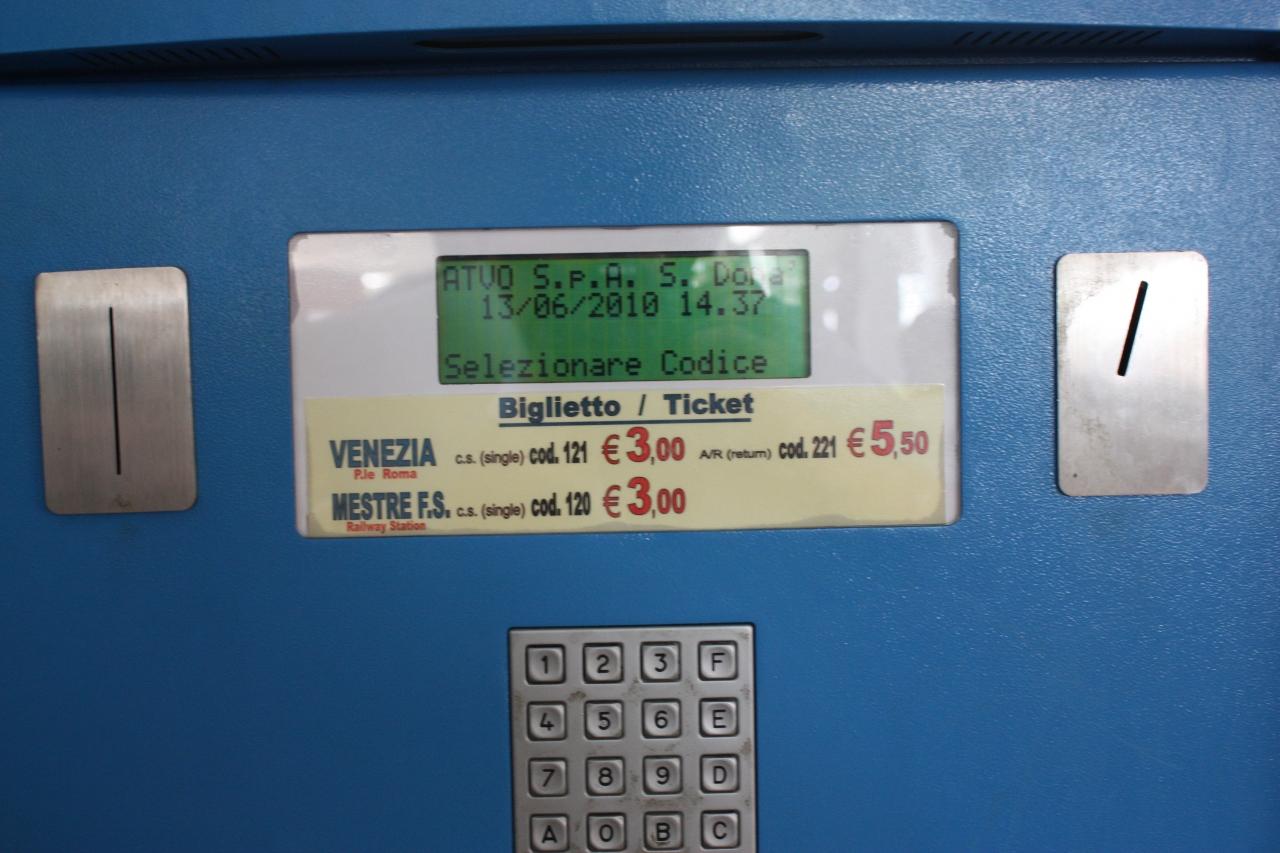 ATVO S.p.A. S. Dona'
13/06/2010 14.37
Selezionare Codice
Biglietto / Ticket
VENEZIA c.s. (single) cod. 121 € 3,00 A/R (return) cod. 221 € 5,50
P.le Roma
MESTRE F.S. c.s. (single) cod. 120 € 3,00
Railway Station
1 2 3 F
4 5 6 E
7 8 9 D
A 0 B C